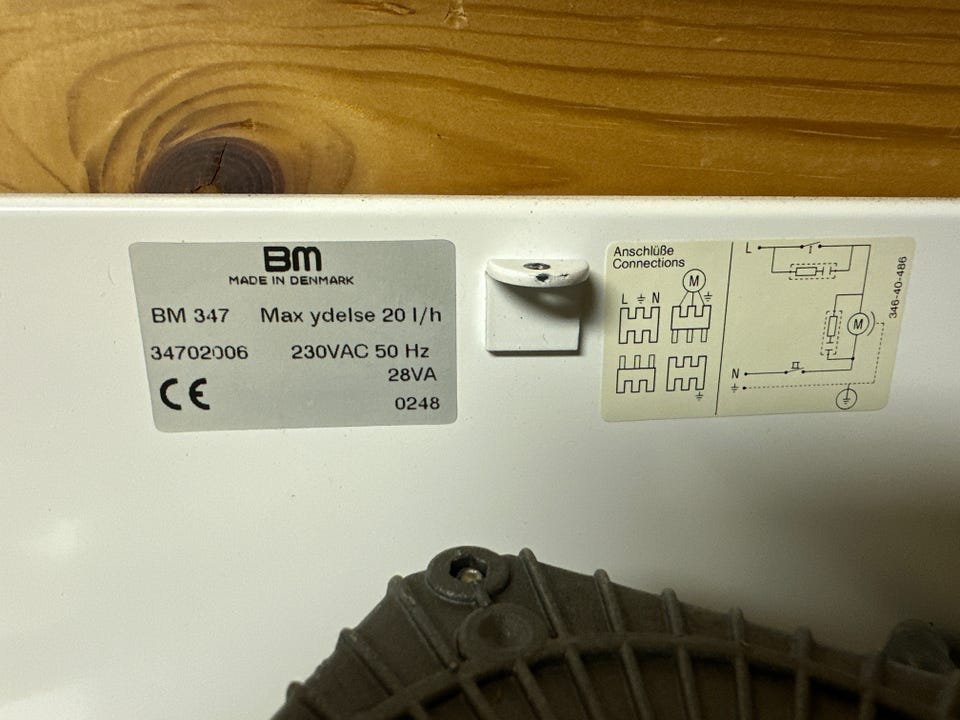 BM
MADE IN DENMARK
BM 347 Max ydelse 20 l/h
34702006 230VAC 50 Hz
28VA
CE 0248
Anschlüße
Connections
L N
M
L
M
N
346-40-486